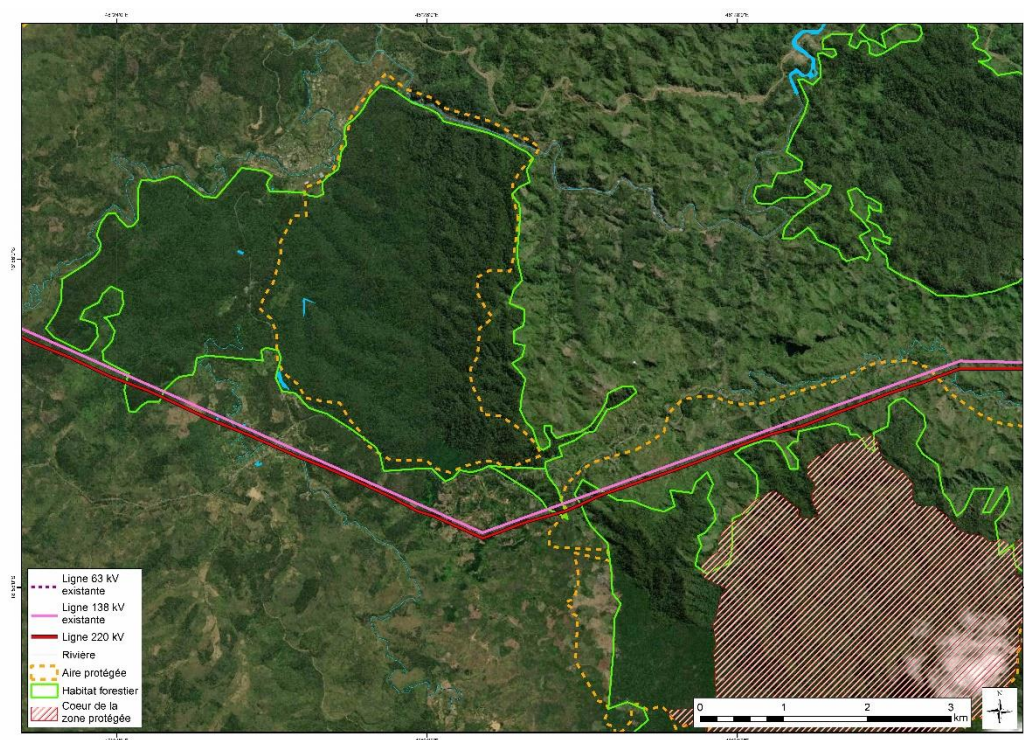 Ligne 63 kV
existante
Ligne 138 kV
existante
Ligne 220 kV
Rivière
Aire protégée
Habitat forestier
Coeur de la
zone protégée
0 1 2 3
km
N